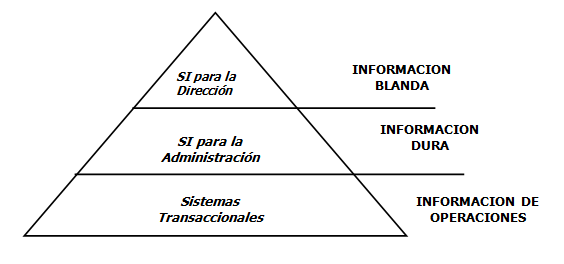 SI para la
Dirección
INFORMACION
BLANDA
SI para la
Administración
INFORMACION
DURA
Sistemas
Transaccionales
INFORMACION DE
OPERACIONES